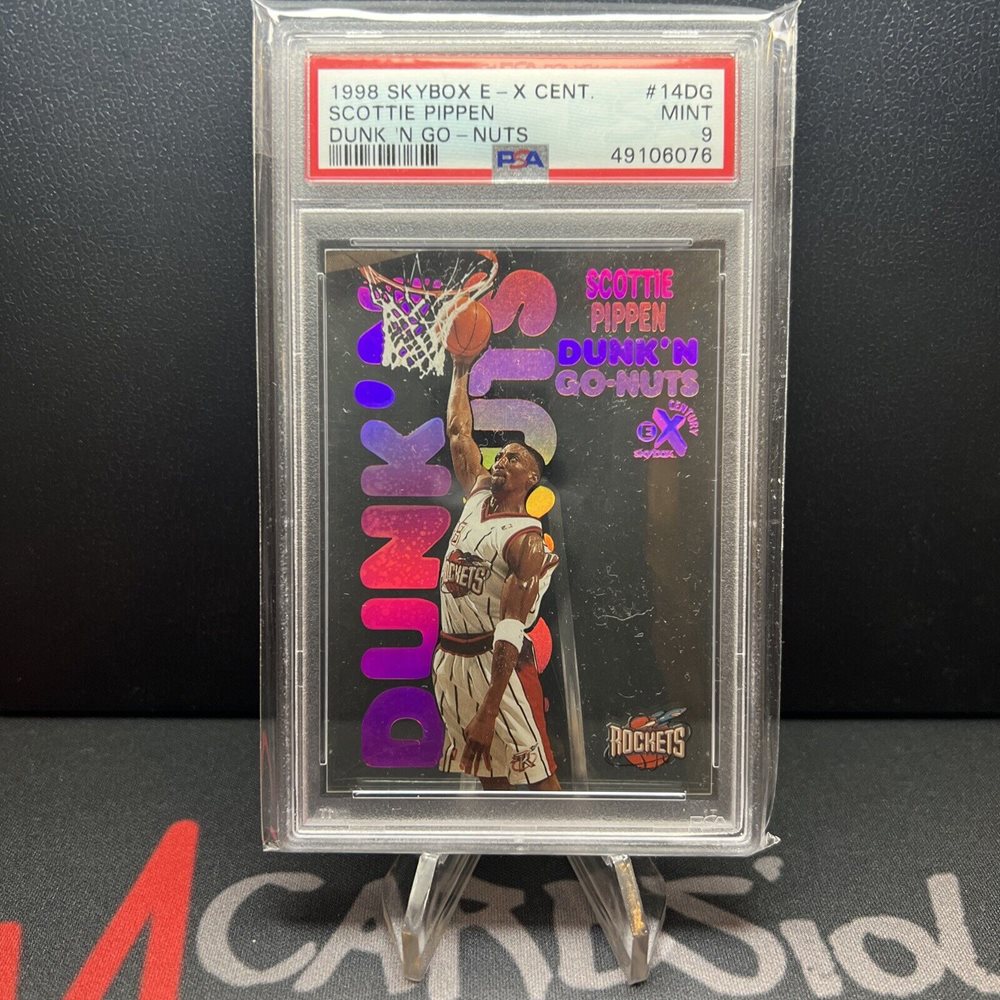 1998 SKYBOX E-X CENT. #14DG
SCOTTIE PIPPEN MINT
DUNK 'N GO-NUTS 9
PSA 49106076
SCOTTIE
PIPPEN
DUNK'N
GO-NUTS
E X CENTURY
SKYBOX
DUNK 'N
ROCKETS
ROCKETS
PSA